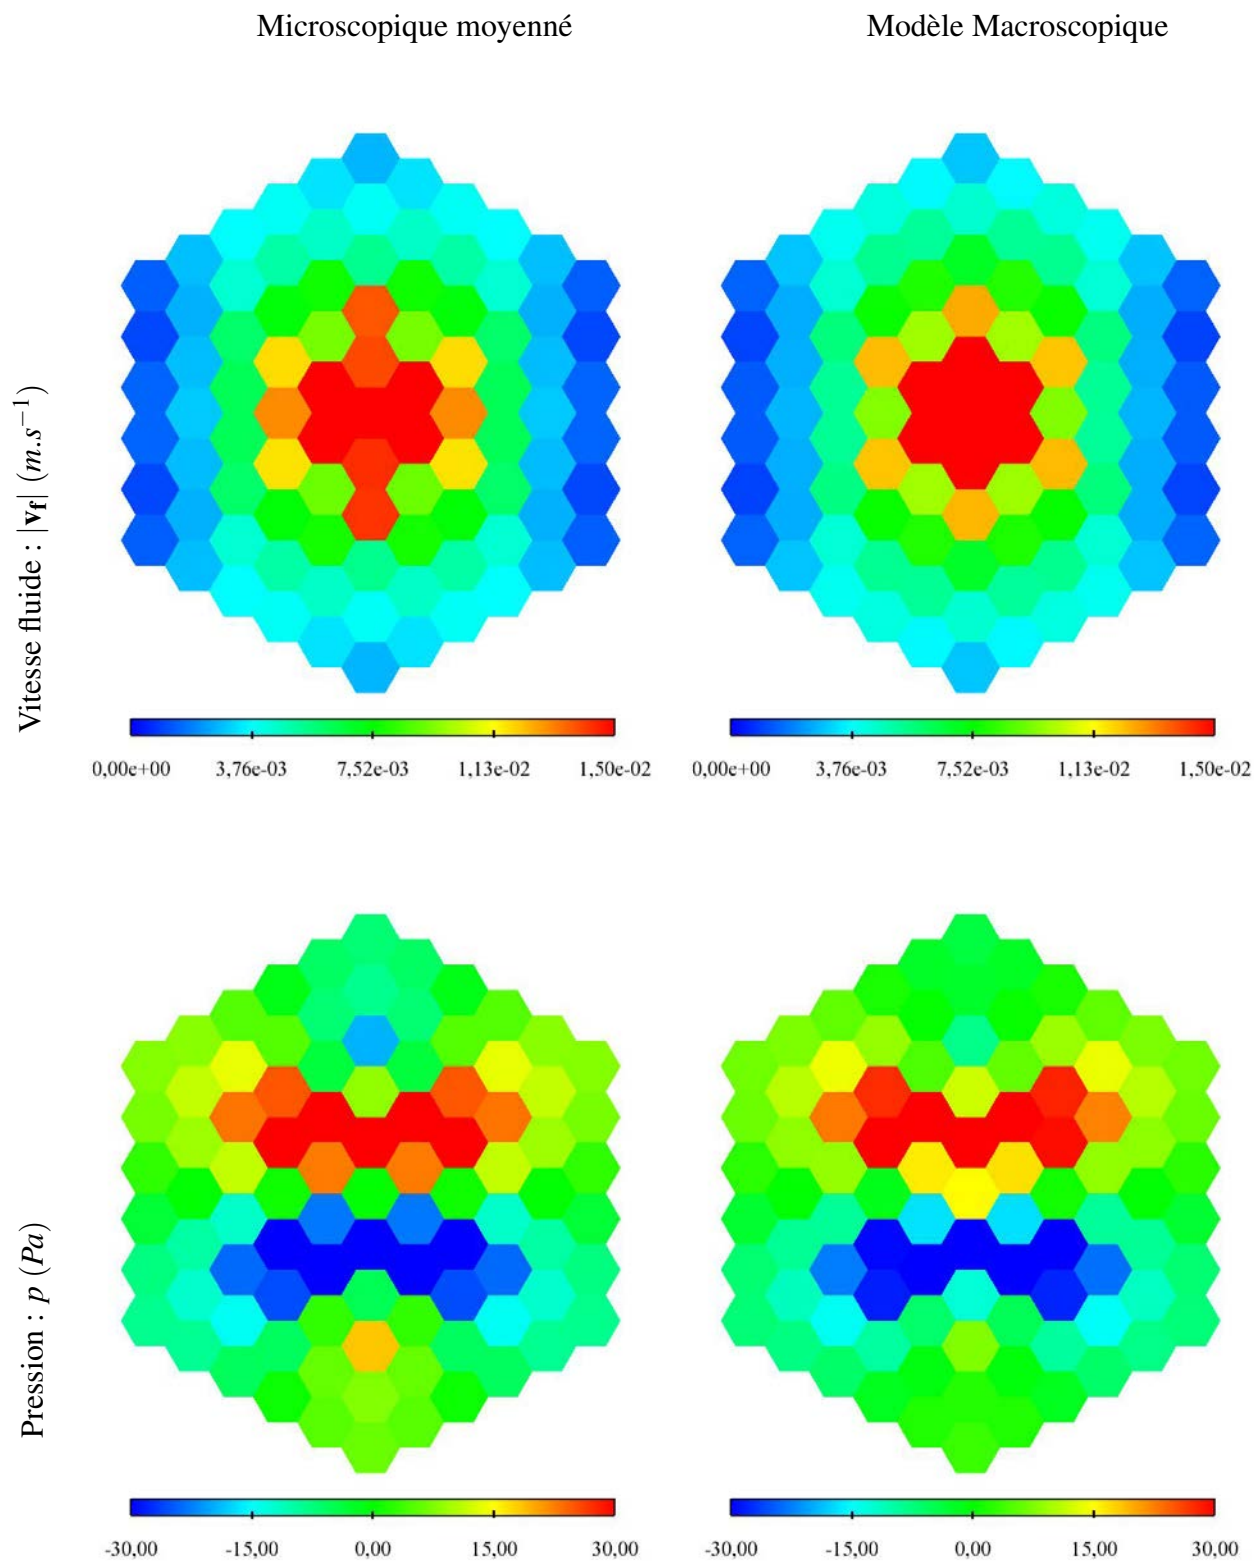 Microscopique moyenné Modèle Macroscopique
Vitesse fluide : |v_f| (m.s⁻¹)
0,00e+00 3,76e-03 7,52e-03 1,13e-02 1,50e-02
0,00e+00 3,76e-03 7,52e-03 1,13e-02 1,50e-02
Pression : p (Pa)
-30,00 -15,00 0,00 15,00 30,00
-30,00 -15,00 0,00 15,00 30,00